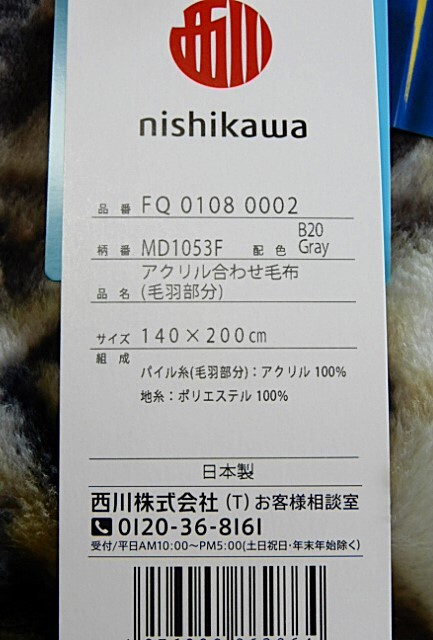 西川
nishikawa
品番 FQ 0108 0002
柄番 MD1053F 配色 B20 Gray
アクリル合わせ毛布
品名 (毛羽部分)
サイズ 140×200cm
組成
パイル糸(毛羽部分):アクリル 100%
地糸:ポリエステル 100%
日本製
西川株式会社(T)お客様相談室
0120-36-8161
受付/平日AM10:00〜PM5:00(土日祝日・年末年始除く)